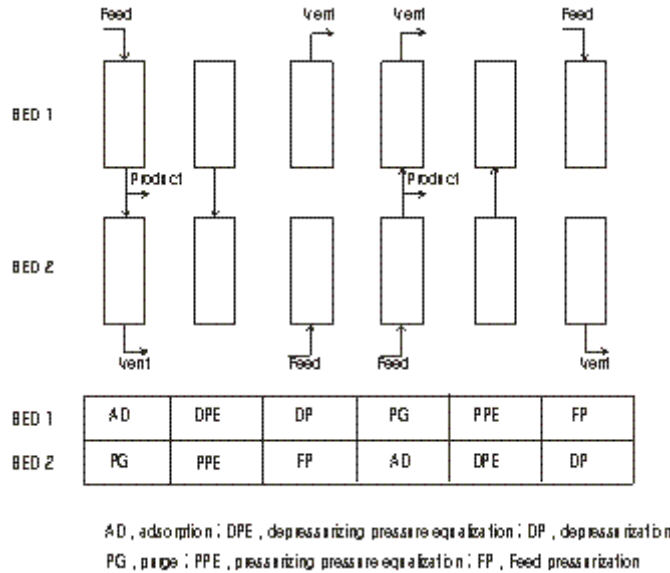 Feed Vent Vent Feed
BED 1
Product Product
BED 2
Vent Feed Feed Vent
BED 1 AD DPE DP PG PPE FP
BED 2 PG PPE FP AD DPE DP
AD , adsorption ; DPE , depressurizing pressure equalization ; DP , depressurization
PG , purge ; PPE , pressurizing pressure equalization ; FP , Feed pressurization